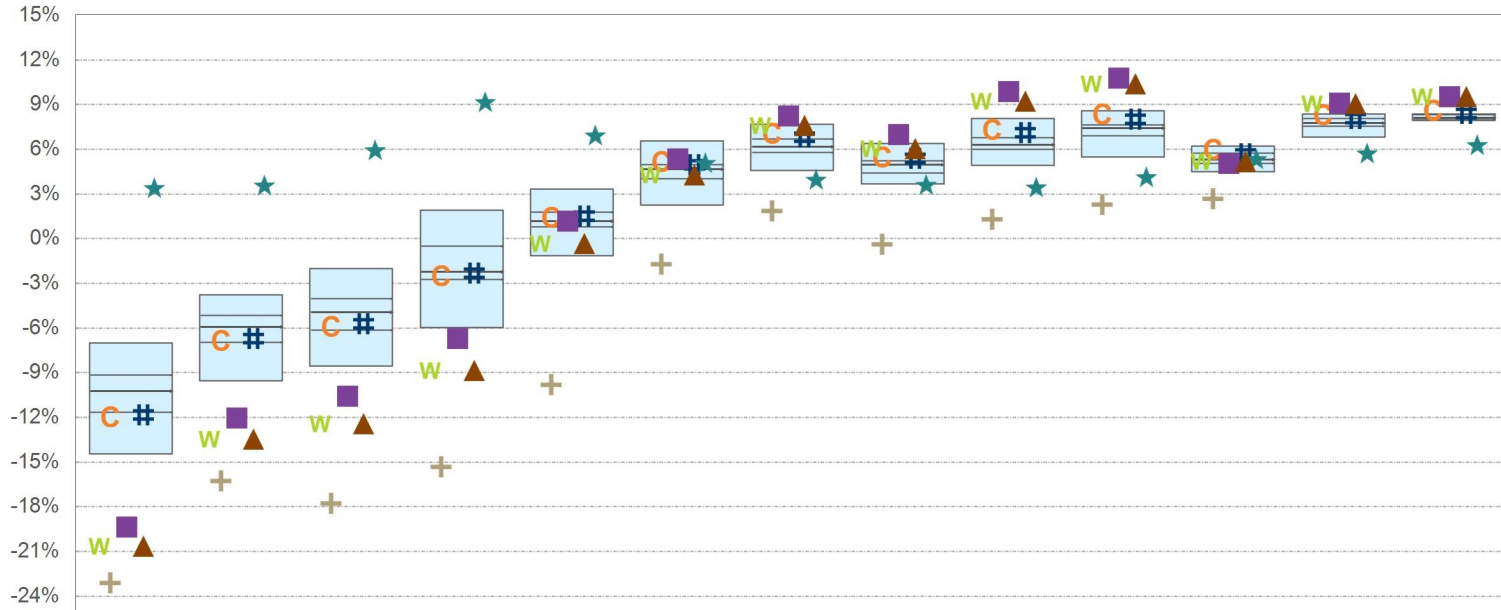 15%
12%
9%
6%
3%
0%
-3%
-6%
-9%
-12%
-15%
-18%
-21%
-24%
C # W
W C #
W C #
C # W
C # W
C # W
W C #
W C #
W C #
W C #
C # W
W C #
W C #